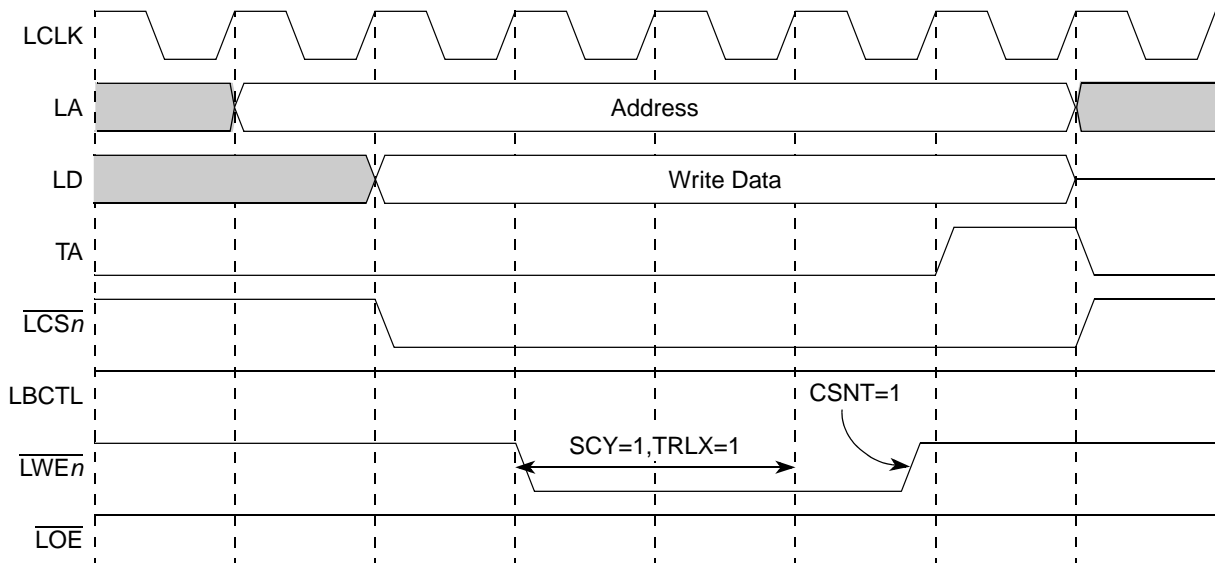 LCLK
LA
Address
LD
Write Data
TA
LCSn
LBCTL
CSNT=1
LWEn
SCY=1,TRLX=1
LOE